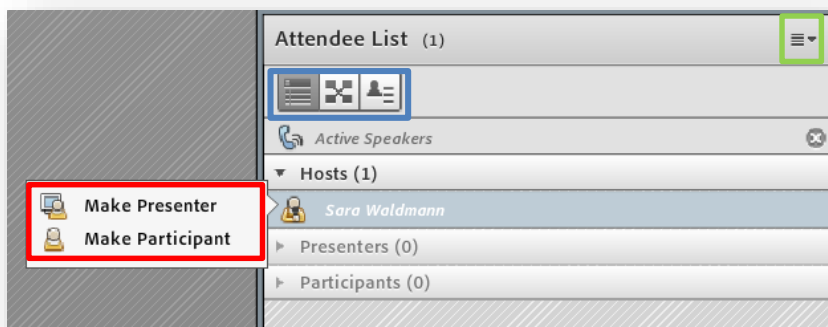 Attendee List (1)
Active Speakers
Hosts (1)
Make Presenter
Sara Waldmann
Make Participant
Presenters (0)
Participants (0)